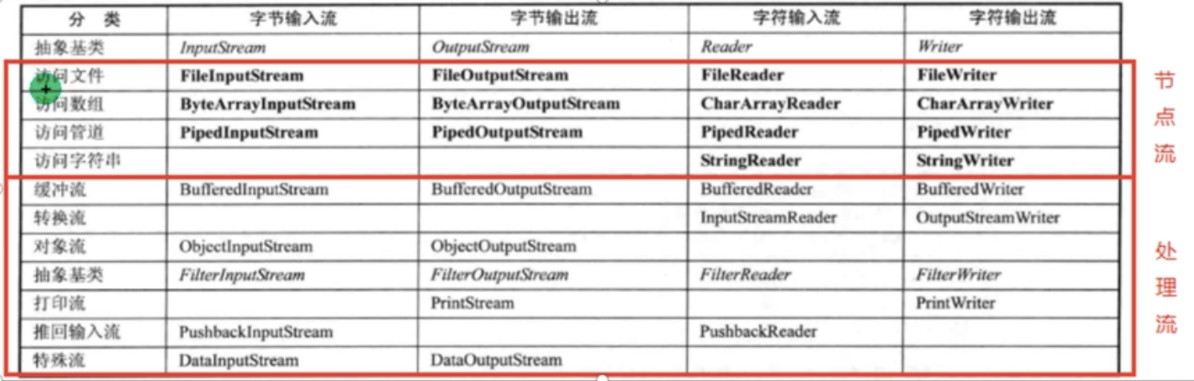 分 类 字节输入流 字节输出流 字符输入流 字符输出流
抽象基类 InputStream OutputStream Reader Writer
访问文件 FileInputStream FileOutputStream FileReader FileWriter
访问数组 ByteArrayInputStream ByteArrayOutputStream CharArrayReader CharArrayWriter
访问管道 PipedInputStream PipedOutputStream PipedReader PipedWriter
访问字符串 StringReader StringWriter
节点流
缓冲流 BufferedInputStream BufferedOutputStream BufferedReader BufferedWriter
转换流 InputStreamReader OutputStreamWriter
对象流 ObjectInputStream ObjectOutputStream
抽象基类 FilterInputStream FilterOutputStream FilterReader FilterWriter
打印流 PrintStream PrintWriter
推回输入流 PushbackInputStream PushbackReader
特殊流 DataInputStream DataOutputStream
处理流